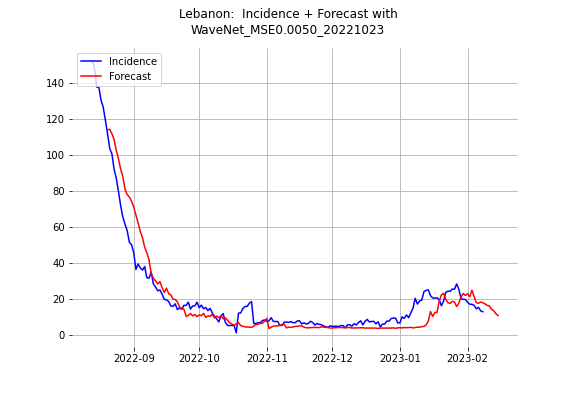 Lebanon:  Incidence + Forecast with
WaveNet_MSE0.0050_20221023
Incidence
Forecast
140
120
100
80
60
40
20
0
2022-09 2022-10 2022-11 2022-12 2023-01 2023-02